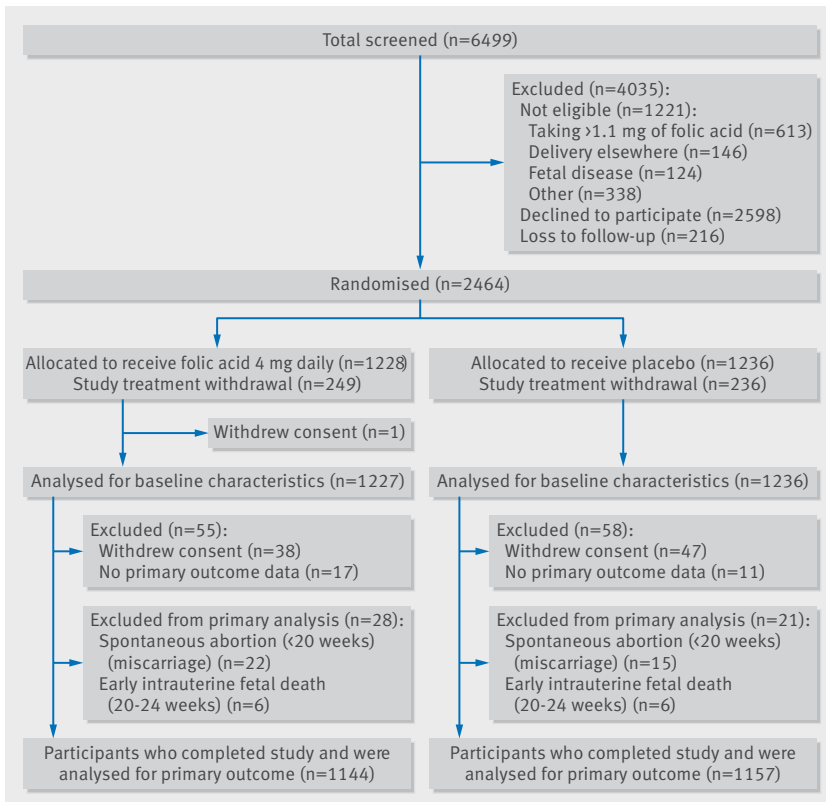 Total screened (n=6499)
Excluded (n=4035):
Not eligible (n=1221):
Taking >1.1 mg of folic acid (n=613)
Delivery elsewhere (n=146)
Fetal disease (n=124)
Other (n=338)
Declined to participate (n=2598)
Loss to follow-up (n=216)
Randomised (n=2464)
Allocated to receive folic acid 4 mg daily (n=1228)
Study treatment withdrawal (n=249)
Allocated to receive placebo (n=1236)
Study treatment withdrawal (n=236)
Withdrew consent (n=1)
Analysed for baseline characteristics (n=1227)
Analysed for baseline characteristics (n=1236)
Excluded (n=55):
Withdrew consent (n=38)
No primary outcome data (n=17)
Excluded (n=58):
Withdrew consent (n=47)
No primary outcome data (n=11)
Excluded from primary analysis (n=28):
Spontaneous abortion (<20 weeks)
(miscarriage) (n=22)
Early intrauterine fetal death
(20-24 weeks) (n=6)
Excluded from primary analysis (n=21):
Spontaneous abortion (<20 weeks)
(miscarriage) (n=15)
Early intrauterine fetal death
(20-24 weeks) (n=6)
Participants who completed study and were
analysed for primary outcome (n=1144)
Participants who completed study and were
analysed for primary outcome (n=1157)